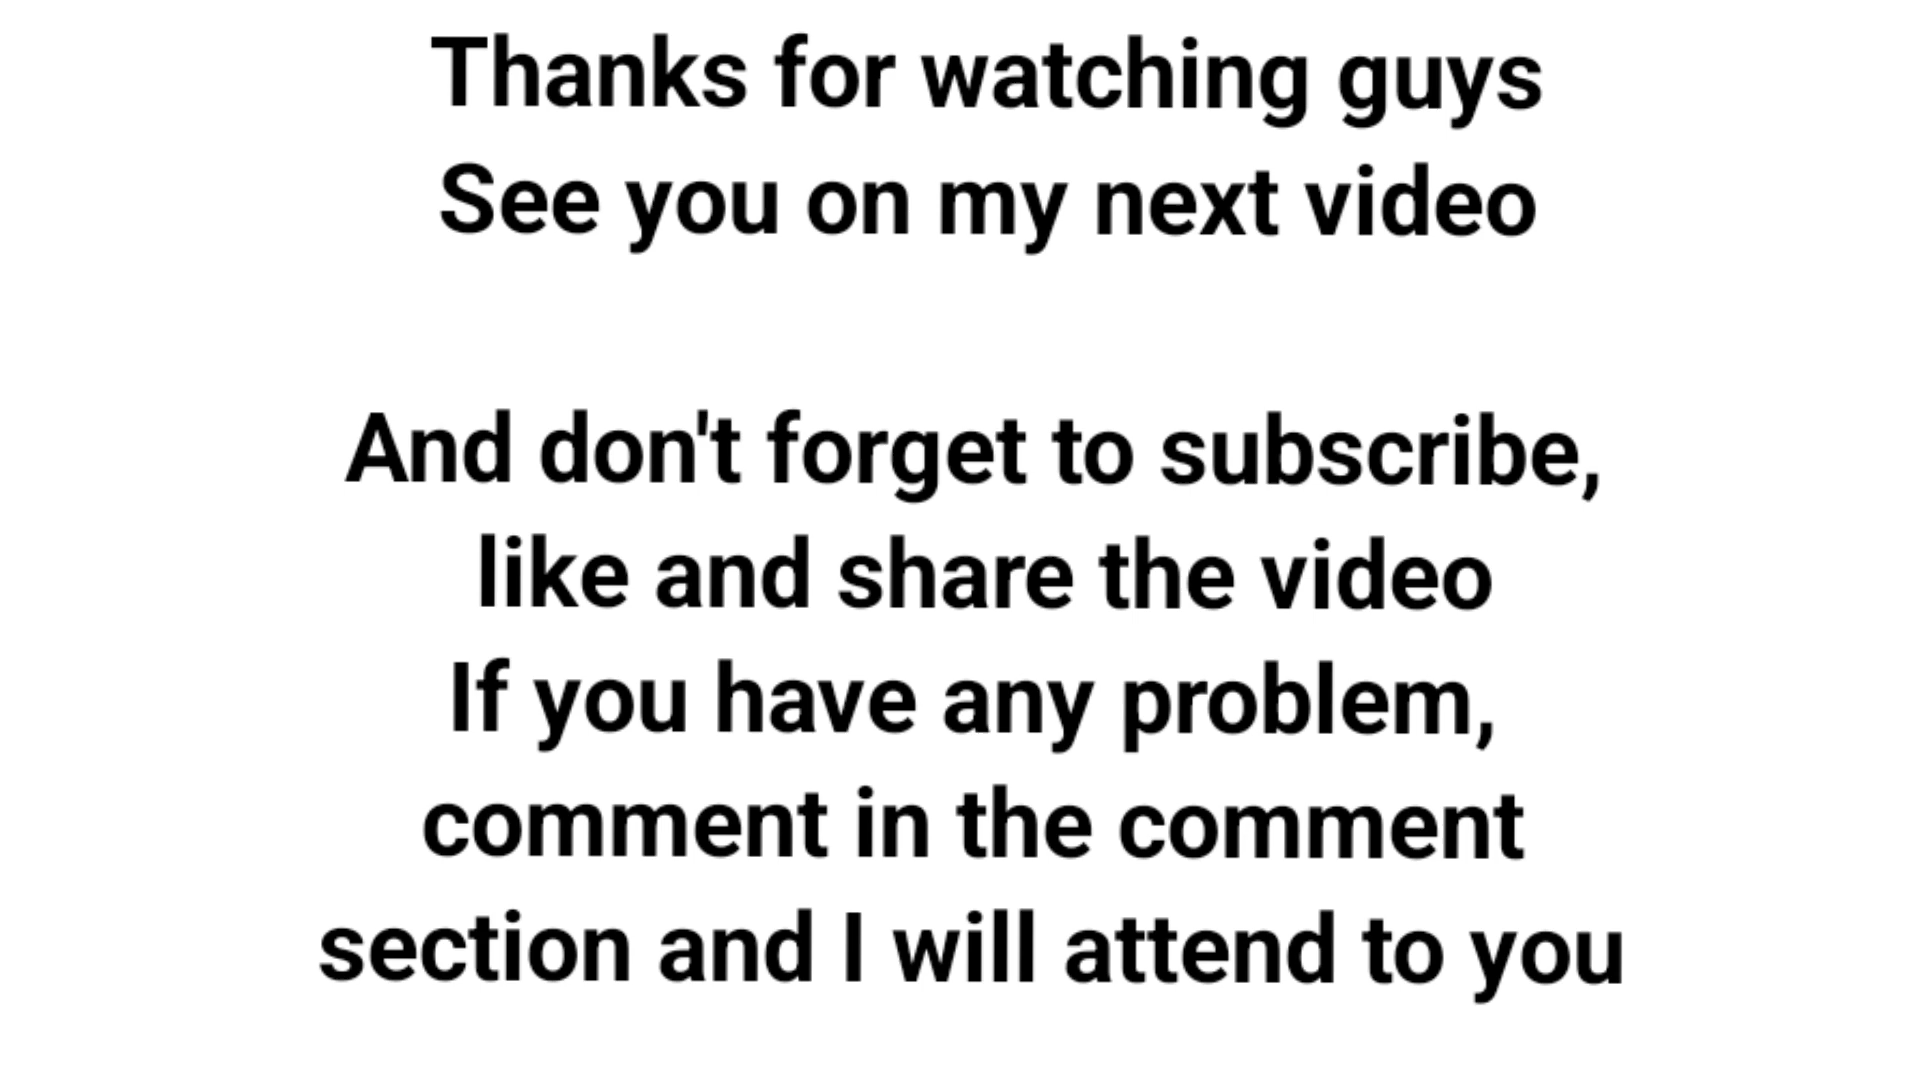 Thanks for watching guys
See you on my next video
And don't forget to subscribe,
like and share the video
If you have any problem,
comment in the comment
section and I will attend to you